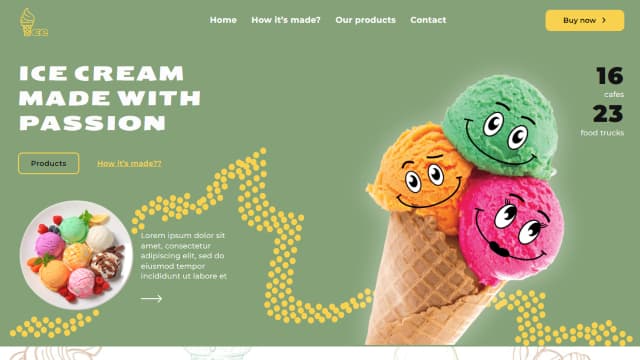 ice
Home How it's made? Our products Contact
Buy now
ICE CREAM
MADE WITH
PASSION
16
cafes
23
food trucks
Products
How it's made??
Lorem ipsum dolor sit
amet, consectetur
adipiscing elit, sed do
eiusmod tempor
incididunt ut labore et